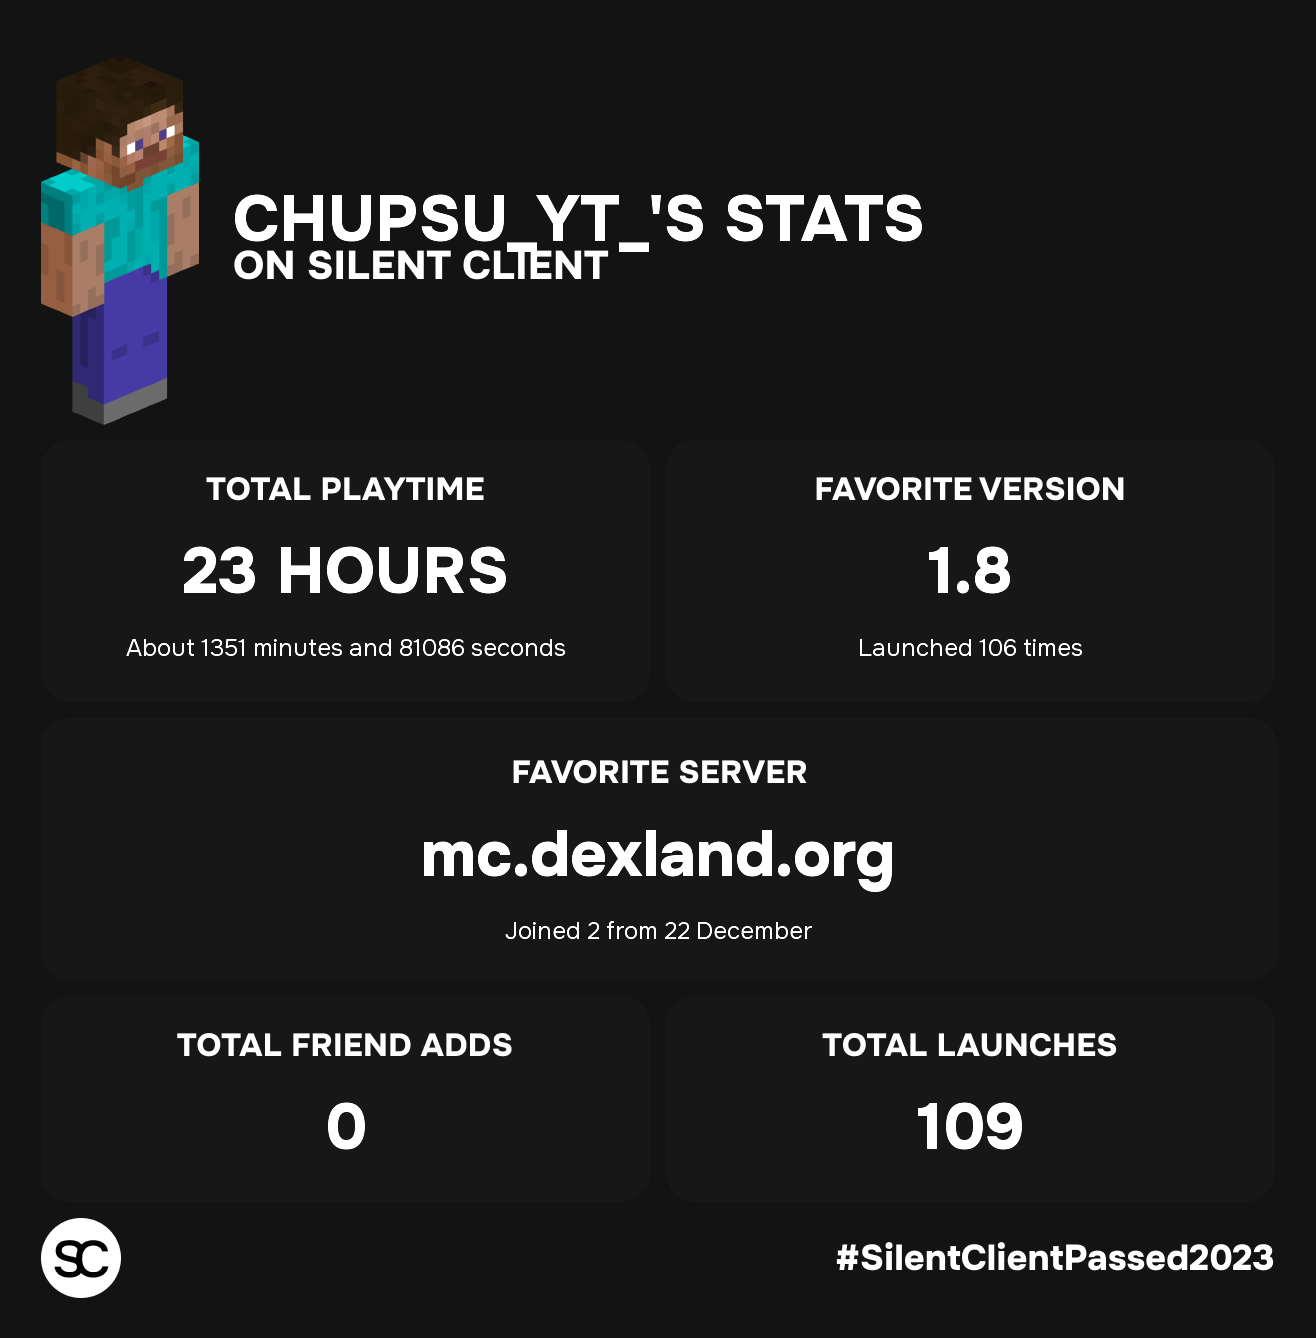 CHUPSU_YT_'S STATS
ON SILENT CLIENT
TOTAL PLAYTIME
23 HOURS
About 1351 minutes and 81086 seconds
FAVORITE VERSION
1.8
Launched 106 times
FAVORITE SERVER
mc.dexland.org
Joined 2 from 22 December
TOTAL FRIEND ADDS
0
TOTAL LAUNCHES
109
SC
#SilentClientPassed2023